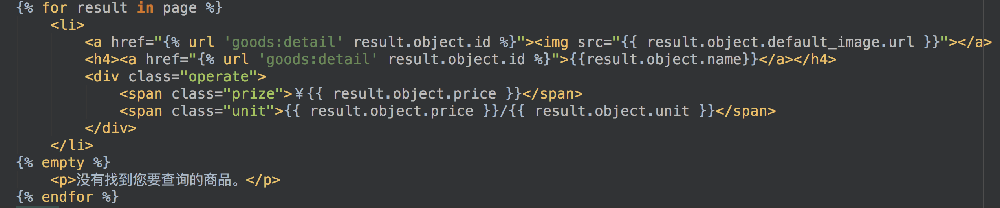 {% for result in page %}
<li>
<a href="{% url 'goods:detail' result.object.id %}"><img src="{{ result.object.default_image.url }}"></a>
<h4><a href="{% url 'goods:detail' result.object.id %}">{{result.object.name}}</a></h4>
<div class="operate">
<span class="prize">¥{{ result.object.price }}</span>
<span class="unit">{{ result.object.price }}/{{ result.object.unit }}</span>
</div>
</li>
{% empty %}
<p>没有找到您要查询的商品。</p>
{% endfor %}